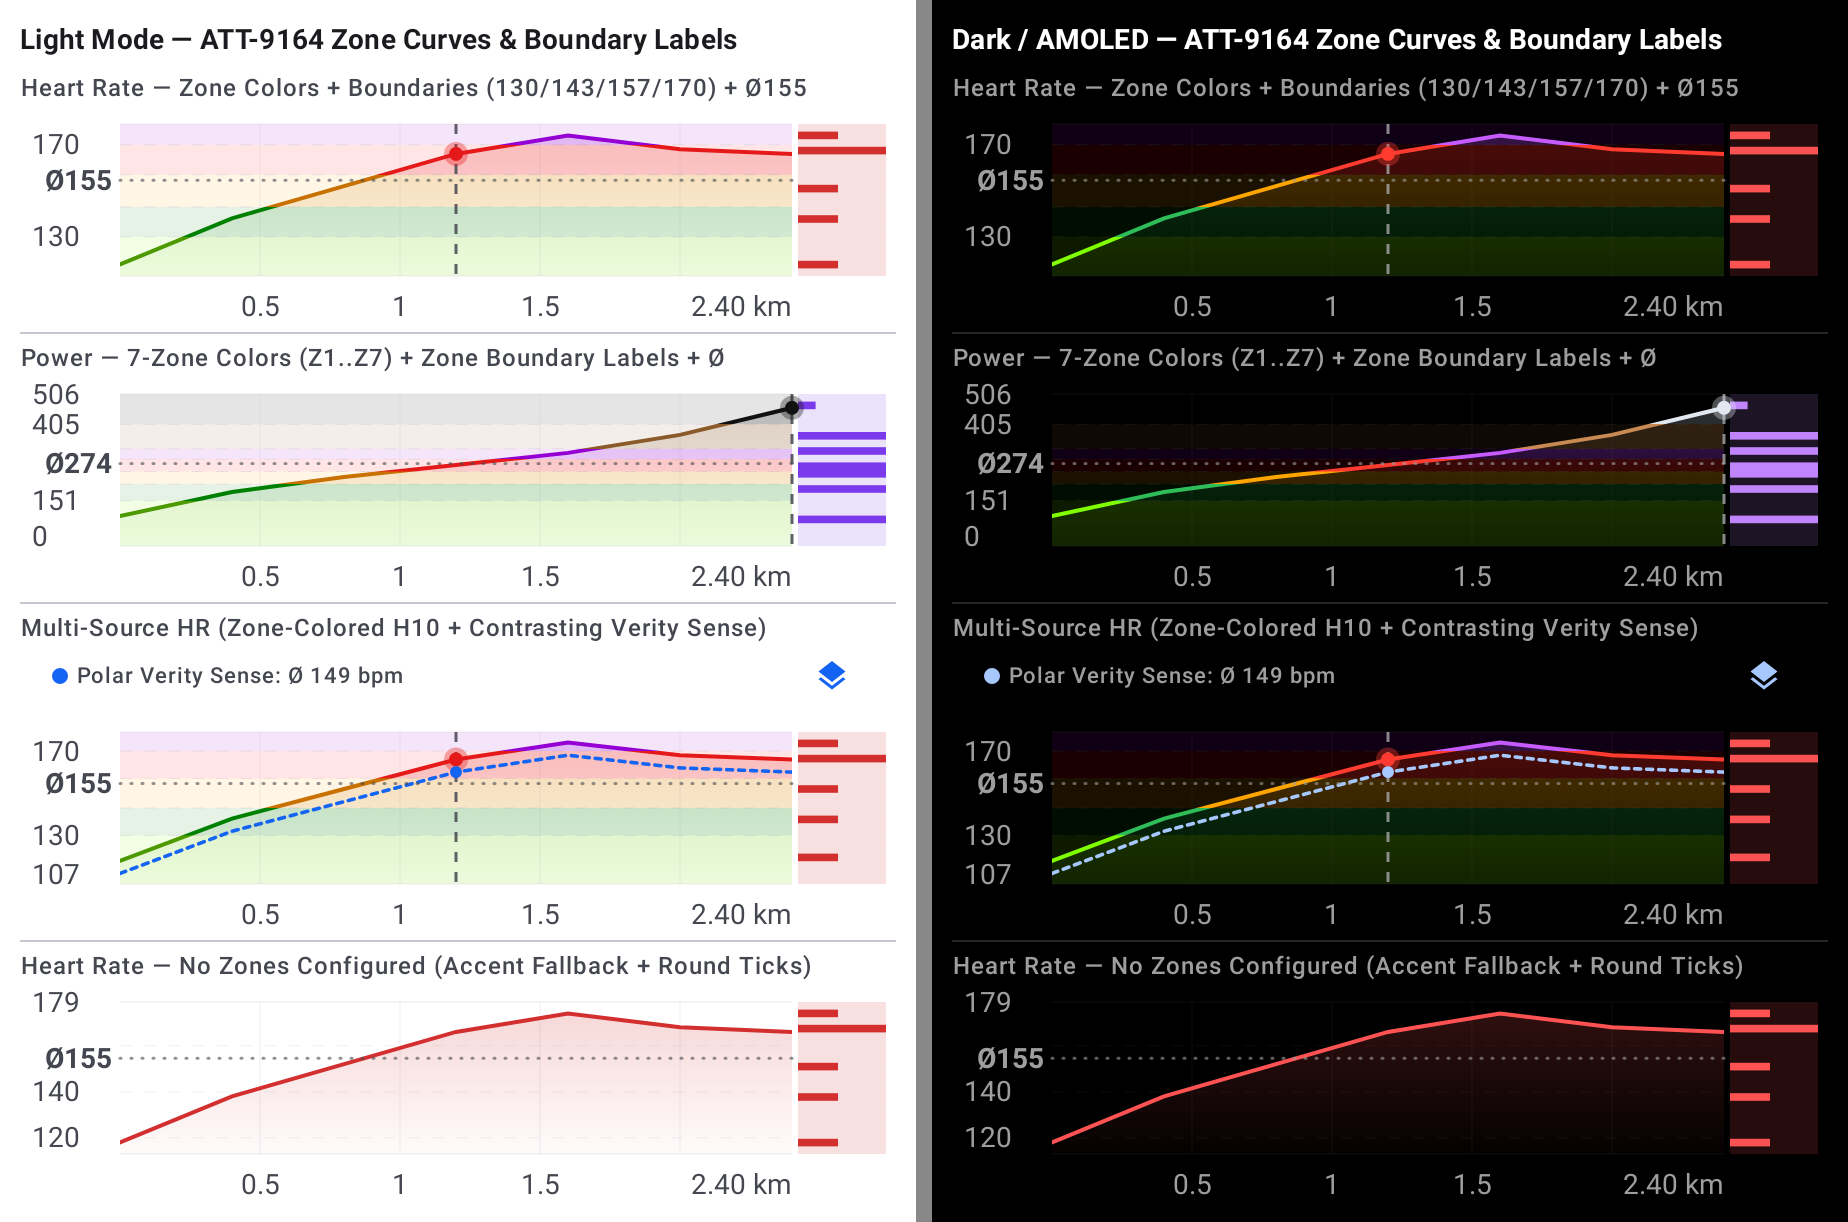 Light Mode — ATT-9164 Zone Curves & Boundary Labels
Heart Rate — Zone Colors + Boundaries (130/143/157/170) + Ø155
170
Ø155
130
0.5 1 1.5 2.40 km
Power — 7-Zone Colors (Z1..Z7) + Zone Boundary Labels + Ø
506
405
Ø274
151
0
0.5 1 1.5 2.40 km
Multi-Source HR (Zone-Colored H10 + Contrasting Verity Sense)
Polar Verity Sense: Ø 149 bpm
170
Ø155
130
107
0.5 1 1.5 2.40 km
Heart Rate — No Zones Configured (Accent Fallback + Round Ticks)
179
Ø155
140
120
0.5 1 1.5 2.40 km
Dark / AMOLED — ATT-9164 Zone Curves & Boundary Labels
Heart Rate — Zone Colors + Boundaries (130/143/157/170) + Ø155
170
Ø155
130
0.5 1 1.5 2.40 km
Power — 7-Zone Colors (Z1..Z7) + Zone Boundary Labels + Ø
506
405
Ø274
151
0
0.5 1 1.5 2.40 km
Multi-Source HR (Zone-Colored H10 + Contrasting Verity Sense)
Polar Verity Sense: Ø 149 bpm
170
Ø155
130
107
0.5 1 1.5 2.40 km
Heart Rate — No Zones Configured (Accent Fallback + Round Ticks)
179
Ø155
140
120
0.5 1 1.5 2.40 km